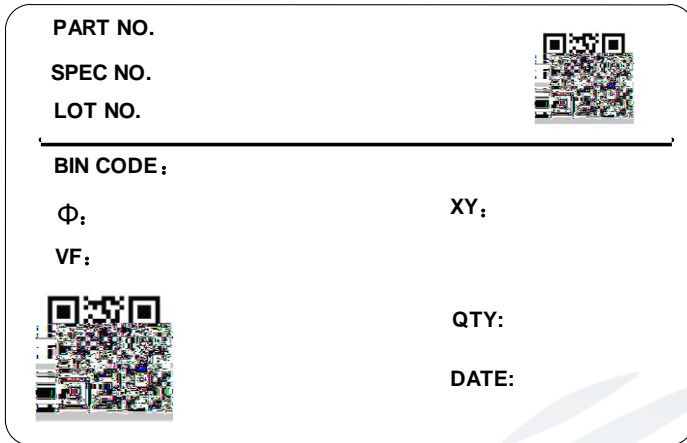 PART NO.
SPEC NO.
LOT NO.
BIN CODE：
Φ：
XY：
VF：
QTY:
DATE: